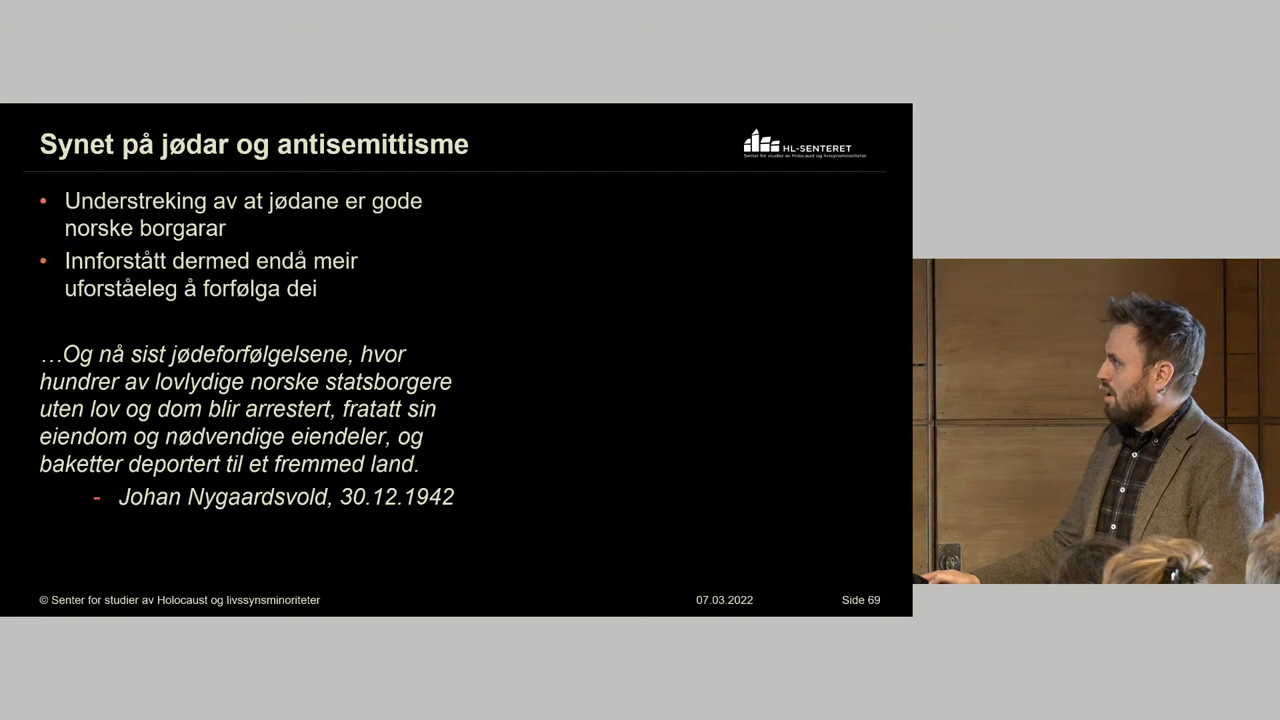 Synet på jødar og antisemittisme
HL-SENTERET
Senter for studier av Holocaust og livssynsminoriteter
• Understreking av at jødane er gode
norske borgarar
• Innforstått dermed endå meir
uforståeleg å forfølga dei
…Og nå sist jødeforfølgelsene, hvor
hundrer av lovlydige norske statsborgere
uten lov og dom blir arrestert, fratatt sin
eiendom og nødvendige eiendeler, og
baketter deportert til et fremmed land.
- Johan Nygaardsvold, 30.12.1942
© Senter for studier av Holocaust og livssynsminoriteter
07.03.2022
Side 69